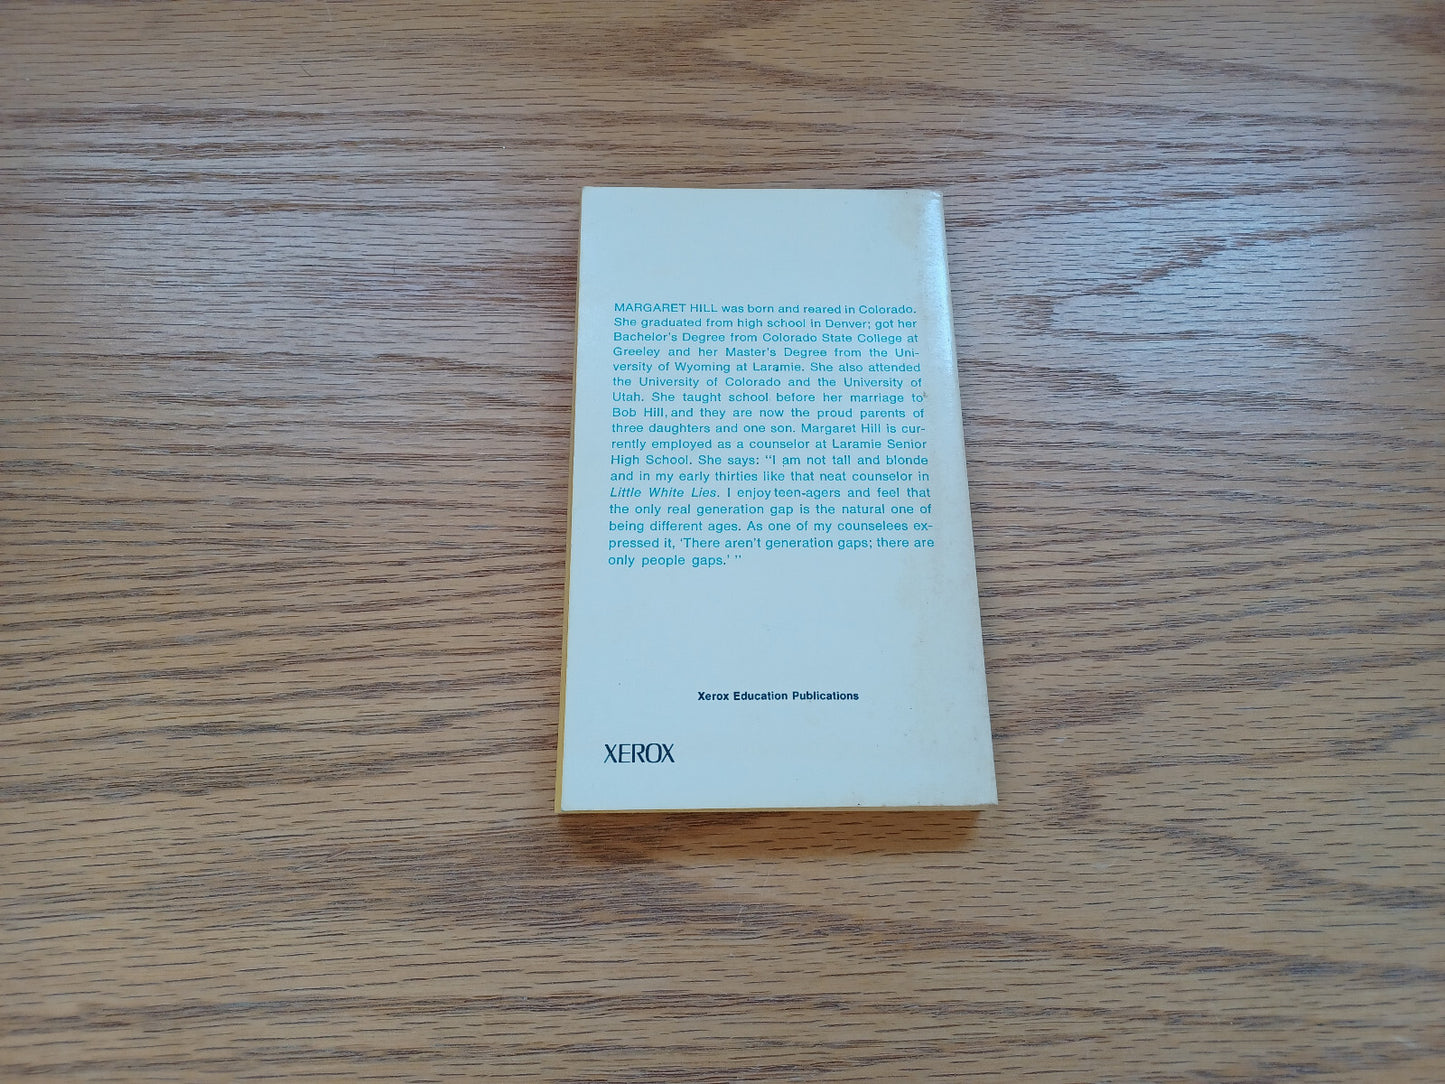 MARGARET HILL was born and reared in Colorado.
She graduated from high school in Denver; got her
Bachelor's Degree from Colorado State College at
Greeley and her Master's Degree from the Uni-
versity of Wyoming at Laramie. She also attended
the University of Colorado and the University of
Utah. She taught school before her marriage to
Bob Hill, and they are now the proud parents of
three daughters and one son. Margaret Hill is cur-
rently employed as a counselor at Laramie Senior
High School. She says: "I am not tall and blonde
and in my early thirties like that neat counselor in
Little White Lies. I enjoy teen-agers and feel that
the only real generation gap is the natural one of
being different ages. As one of my counselees ex-
pressed it, 'There aren't generation gaps; there are
only people gaps.' "
Xerox Education Publications
XEROX